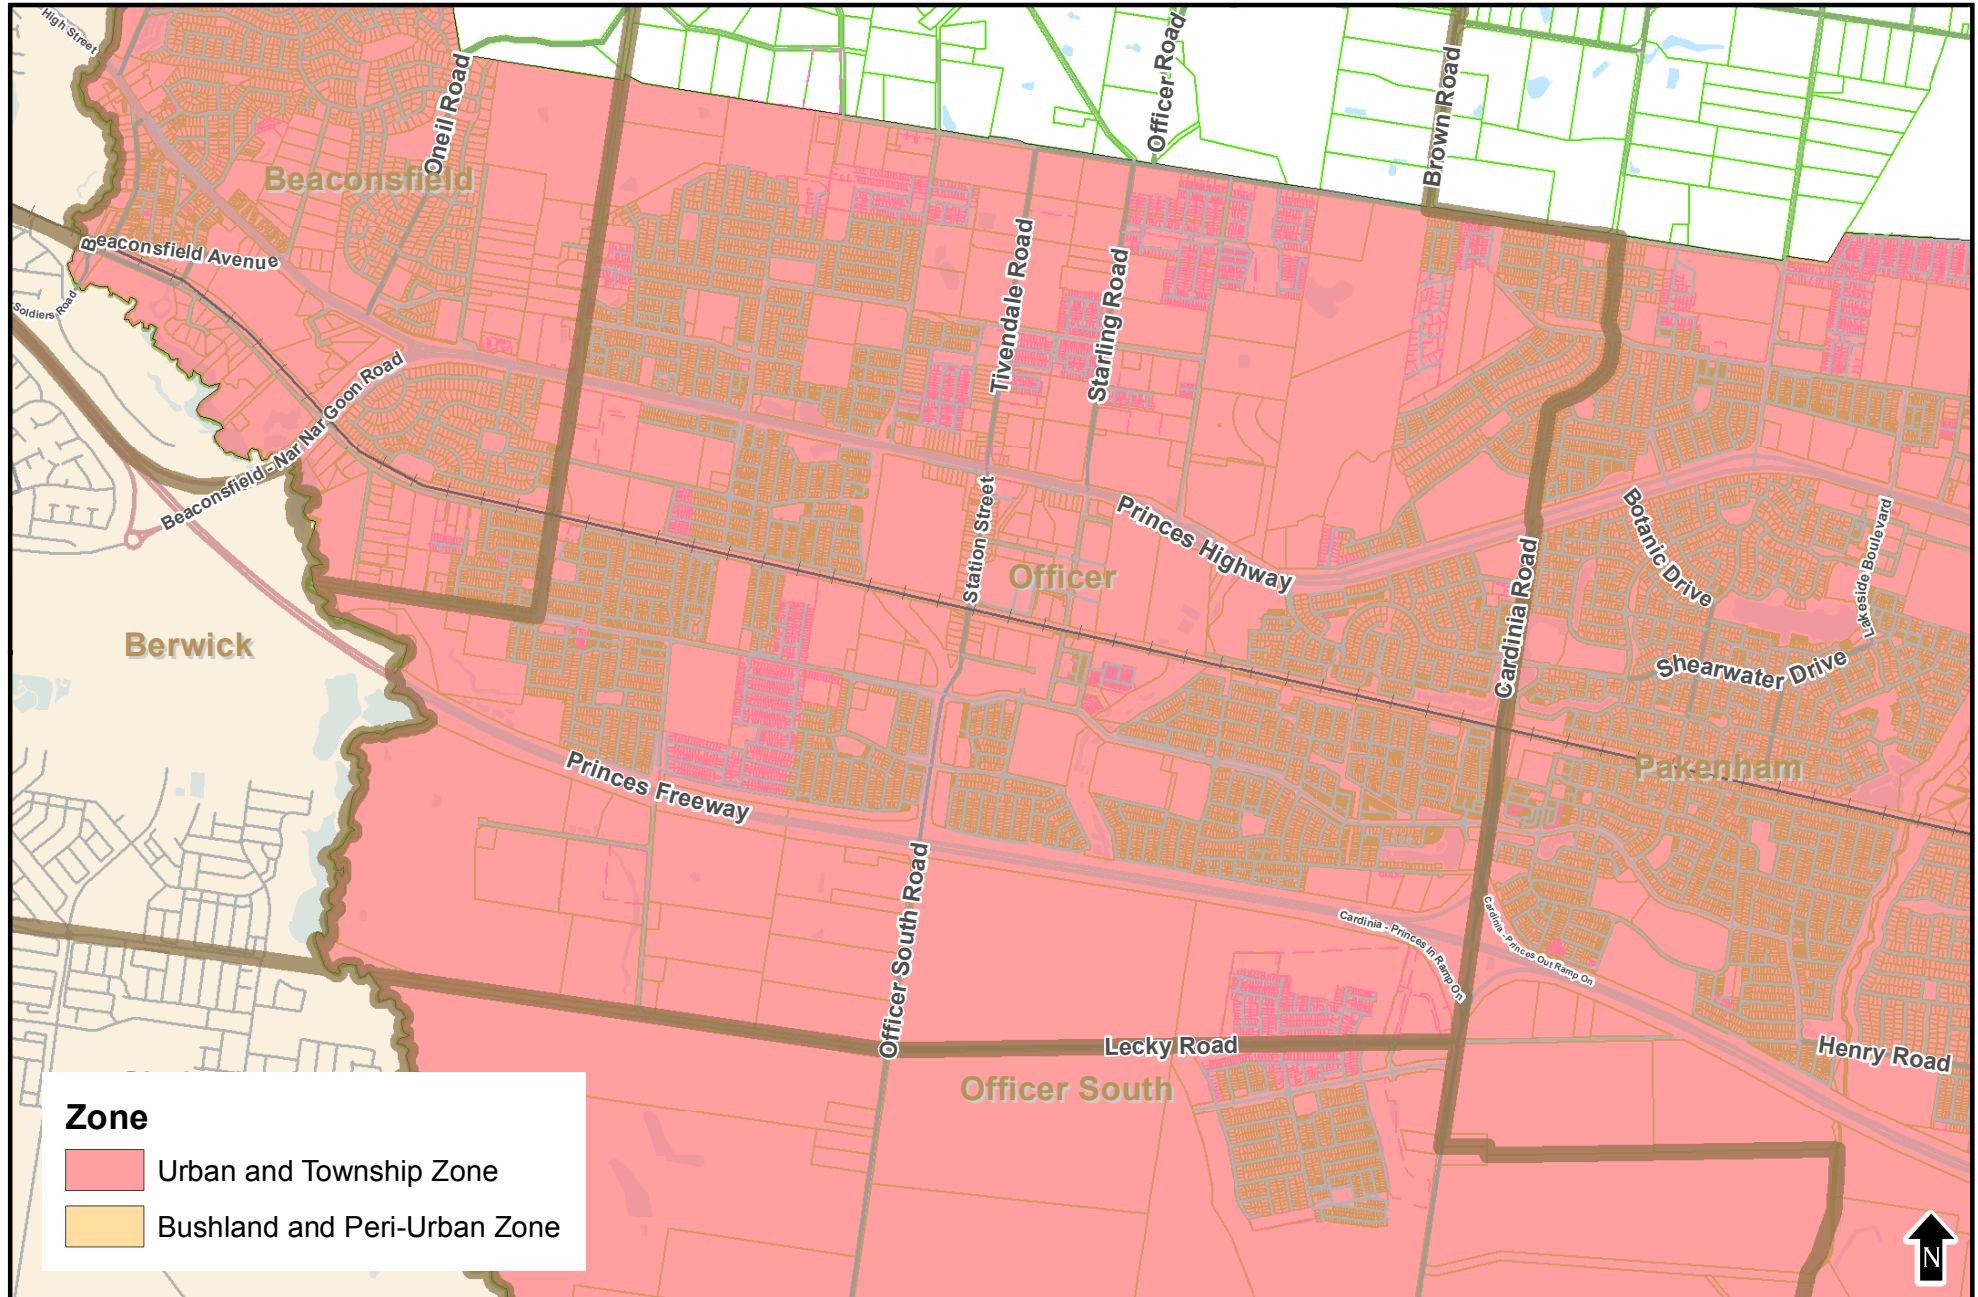 High Street
Oneil Road
Officer Road
Brown Road
Beaconsfield
Beaconsfield Avenue
Soldiers Road
Tivendale Road
Starling Road
Beaconsfield - Nar Nar Goon Road
Princes Highway
Station Street
Officer
Botanic Drive
Lakeside Boulevard
Cardinia Road
Berwick
Shearwater Drive
Pakenham
Princes Freeway
Officer South Road
Cardinia - Princes In Ramp On
Cardinia - Princes Out Ramp On
Lecky Road
Henry Road
Officer South
Zone
Urban and Township Zone
Bushland and Peri-Urban Zone
N